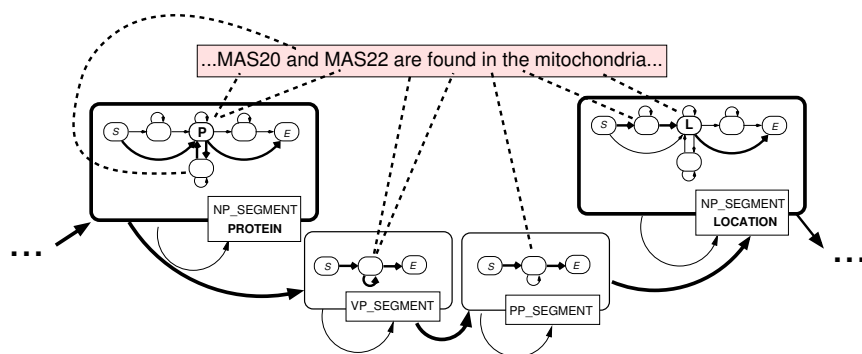 ...MAS20 and MAS22 are found in the mitochondria...
S P E
NP_SEGMENT
PROTEIN
S L E
NP_SEGMENT
LOCATION
...
...
S E
VP_SEGMENT
S E
PP_SEGMENT